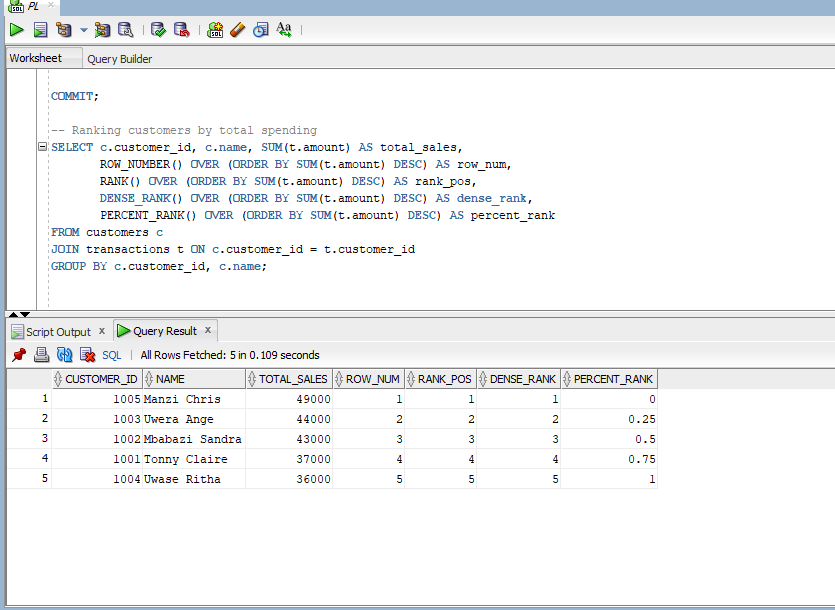 SQL PL ×
SQL Aa
Worksheet Query Builder
COMMIT;
-- Ranking customers by total spending
SELECT c.customer_id, c.name, SUM(t.amount) AS total_sales,
ROW_NUMBER() OVER (ORDER BY SUM(t.amount) DESC) AS row_num,
RANK() OVER (ORDER BY SUM(t.amount) DESC) AS rank_pos,
DENSE_RANK() OVER (ORDER BY SUM(t.amount) DESC) AS dense_rank,
PERCENT_RANK() OVER (ORDER BY SUM(t.amount) DESC) AS percent_rank
FROM customers c
JOIN transactions t ON c.customer_id = t.customer_id
GROUP BY c.customer_id, c.name;
Script Output × Query Result ×
SQL | All Rows Fetched: 5 in 0.109 seconds
CUSTOMER_ID NAME TOTAL_SALES ROW_NUM RANK_POS DENSE_RANK PERCENT_RANK
1 1005 Manzi Chris 49000 1 1 1 0
2 1003 Uwera Ange 44000 2 2 2 0.25
3 1002 Mbabazi Sandra 43000 3 3 3 0.5
4 1001 Tonny Claire 37000 4 4 4 0.75
5 1004 Uwase Ritha 36000 5 5 5 1